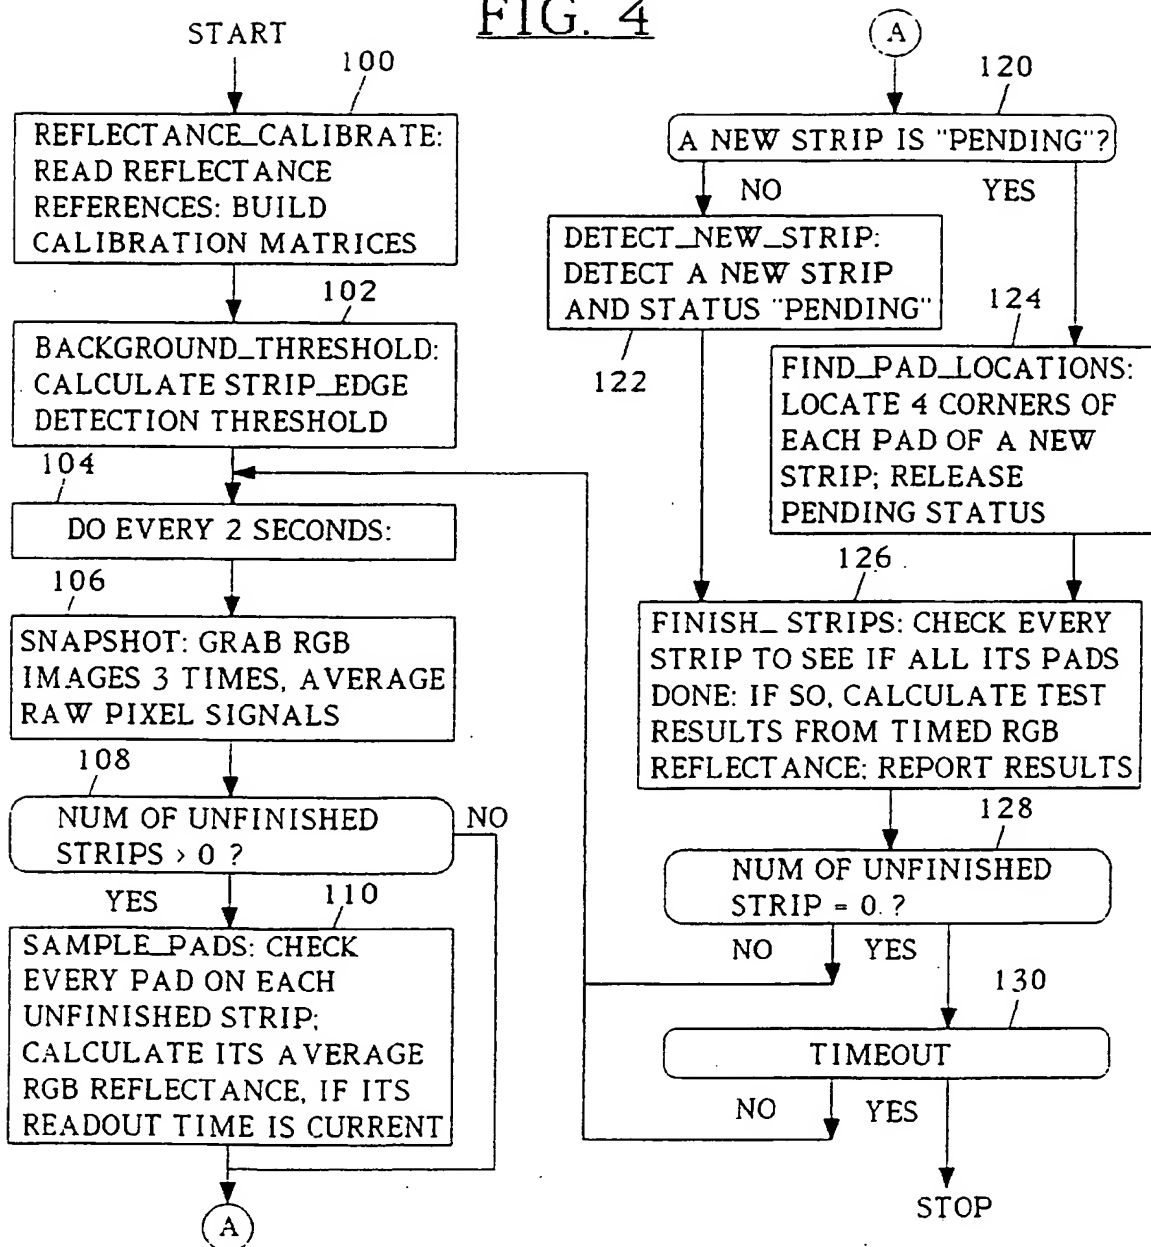 FIG. 4
START
100
REFLECTANCE_CALIBRATE:
READ REFLECTANCE
REFERENCES: BUILD
CALIBRATION MATRICES
102
BACKGROUND_THRESHOLD:
CALCULATE STRIP_EDGE
DETECTION THRESHOLD
104
DO EVERY 2 SECONDS:
106
SNAPSHOT: GRAB RGB
IMAGES 3 TIMES, AVERAGE
RAW PIXEL SIGNALS
108
NUM OF UNFINISHED
STRIPS > 0 ?
NO
YES
110
SAMPLE_PADS: CHECK
EVERY PAD ON EACH
UNFINISHED STRIP;
CALCULATE ITS AVERAGE
RGB REFLECTANCE, IF ITS
READOUT TIME IS CURRENT
A
A
120
A NEW STRIP IS "PENDING"?
NO
YES
DETECT_NEW_STRIP:
DETECT A NEW STRIP
AND STATUS "PENDING"
122
124
FIND_PAD_LOCATIONS:
LOCATE 4 CORNERS OF
EACH PAD OF A NEW
STRIP; RELEASE
PENDING STATUS
126
FINISH_ STRIPS: CHECK EVERY
STRIP TO SEE IF ALL ITS PADS
DONE: IF SO, CALCULATE TEST
RESULTS FROM TIMED RGB
REFLECTANCE; REPORT RESULTS
128
NUM OF UNFINISHED
STRIP = 0. ?
NO YES
130
TIMEOUT
NO YES
STOP